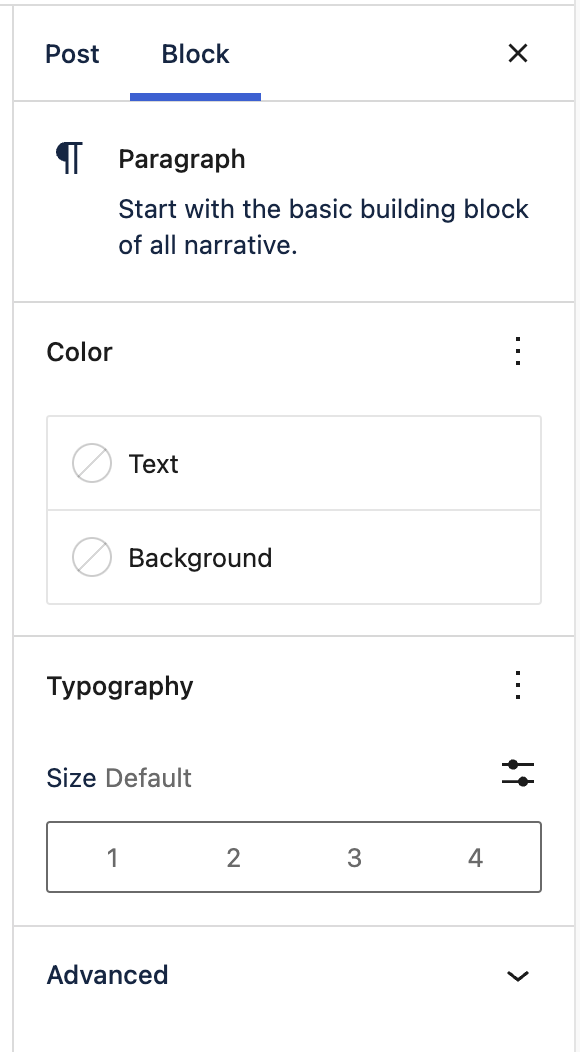 Post Block
Paragraph
Start with the basic building block
of all narrative.
Color
Text
Background
Typography
Size Default
1 2 3 4
Advanced